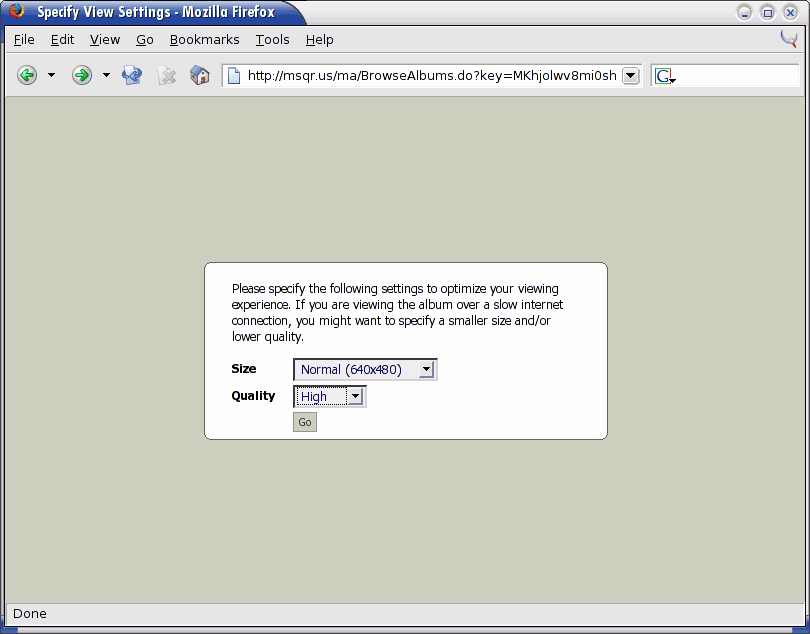 Specify View Settings - Mozilla Firefox
File Edit View Go Bookmarks Tools Help
http://msqr.us/ma/BrowseAlbums.do?key=MKhjolwv8mi0sh
G
Please specify the following settings to optimize your viewing
experience. If you are viewing the album over a slow internet
connection, you might want to specify a smaller size and/or
lower quality.
Size Normal (640x480)
Quality High
Go
Done